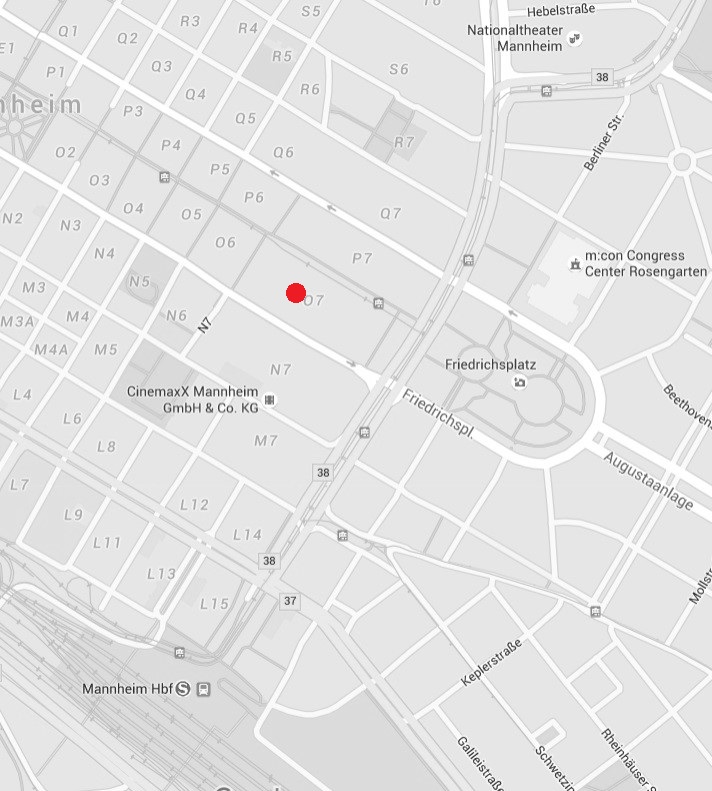 S5
Hebelstraße
Nationaltheater
Mannheim
R4
R3
Q1
Q2
R5
S6
38
E1
P1
Q3
R6
Q4
nheim
P3
Q5
R7
Berliner Str.
O2
P4
Q6
P5
O3
P6
O4
O5
Q7
N2
N3
O6
N4
P7
m:con Congress
Center Rosengarten
N5
M3
O7
N6
N7
M3A
M4
M4A
M5
Friedrichsplatz
N7
CinemaxX Mannheim
GmbH & Co. KG
L4
Friedrichspl.
Beethovens
L6
M7
L8
38
Augustaanlage
L7
L9
L12
L14
L11
38
L13
Mollstr
L15
37
Keplerstraße
Mannheim Hbf
S
Rheinhäuser S
Galileistraße
Schwetzin